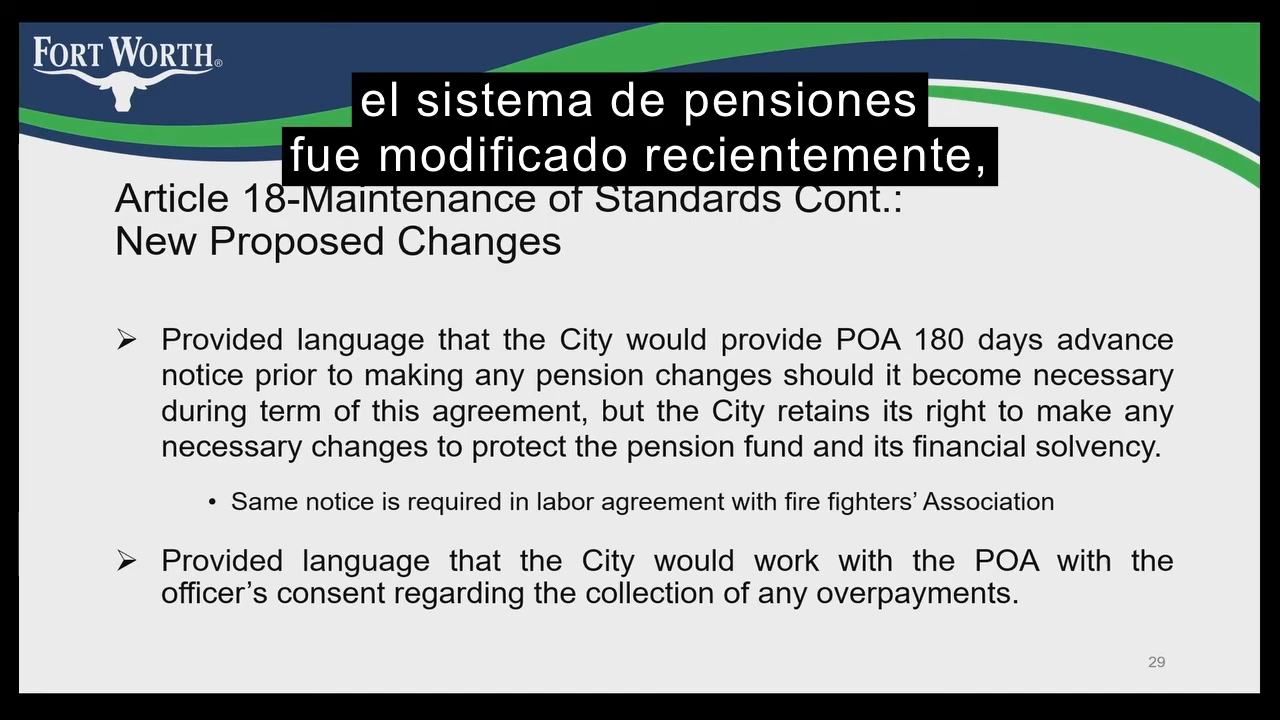 FORT WORTH®
el sistema de pensiones
fue modificado recientemente,
Article 18-Maintenance of Standards Cont.:
New Proposed Changes
➢ Provided language that the City would provide POA 180 days advance
notice prior to making any pension changes should it become necessary
during term of this agreement, but the City retains its right to make any
necessary changes to protect the pension fund and its financial solvency.
• Same notice is required in labor agreement with fire fighters’ Association
➢ Provided language that the City would work with the POA with the
officer’s consent regarding the collection of any overpayments.
29